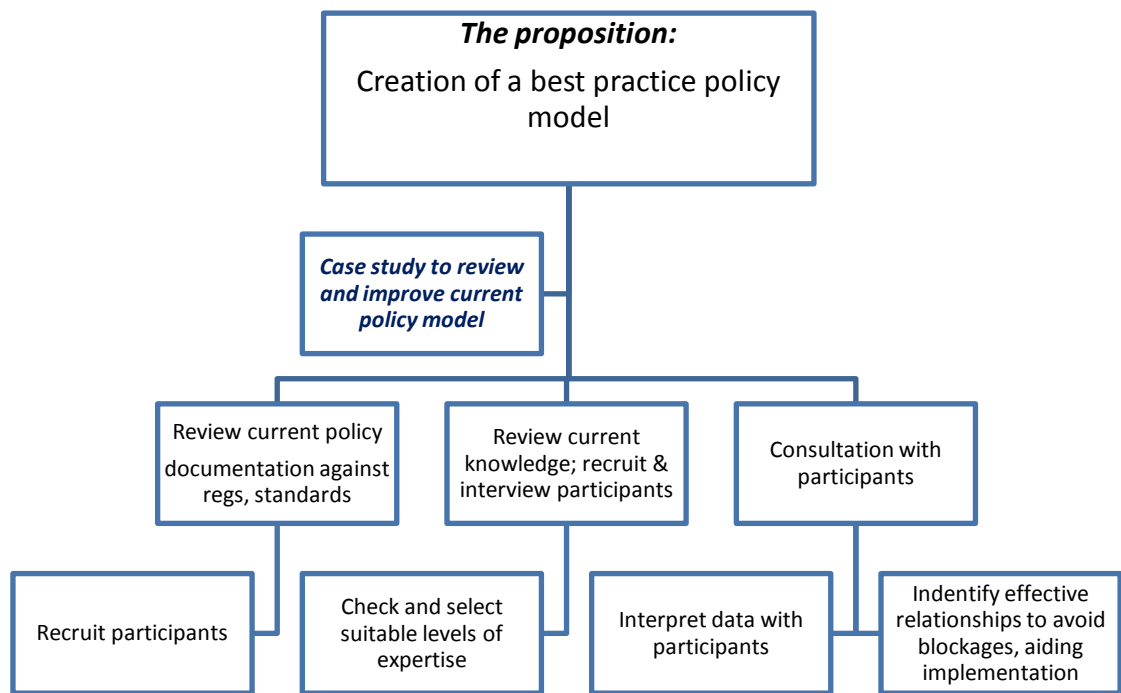 The proposition:
Creation of a best practice policy
model
Case study to review
and improve current
policy model
Review current policy
documentation against
regs, standards
Review current
knowledge; recruit &
interview participants
Consultation with
participants
Recruit participants
Check and select
suitable levels of
expertise
Interpret data with
participants
Indentify effective
relationships to avoid
blockages, aiding
implementation